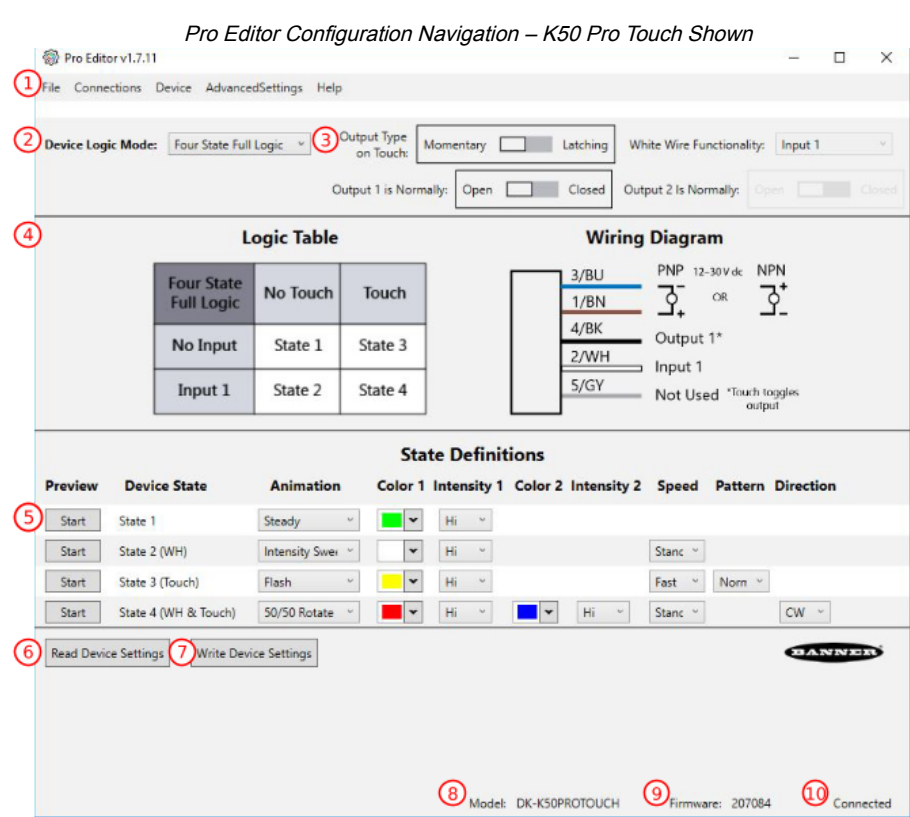 Pro Editor Configuration Navigation – K50 Pro Touch Shown
Pro Editor v1.7.11
1 File Connections Device AdvancedSettings Help
2 Device Logic Mode: Four State Full Logic 3 Output Type on Touch: Momentary Latching White Wire Functionality: Input 1
Output 1 is Normally: Open Closed Output 2 Is Normally: Open Closed
4 Logic Table Wiring Diagram
Four State Full Logic No Touch Touch
No Input State 1 State 3
Input 1 State 2 State 4
3/BU PNP 12-30 V dc NPN
1/BN - + OR + -
4/BK Output 1*
2/WH Input 1
5/GY Not Used *Touch toggles output
State Definitions
Preview Device State Animation Color 1 Intensity 1 Color 2 Intensity 2 Speed Pattern Direction
5 Start State 1 Steady Hi
Start State 2 (WH) Intensity Swe Hi Stanc
Start State 3 (Touch) Flash Hi Fast Norn
Start State 4 (WH & Touch) 50/50 Rotate Hi Hi Stanc CW
6 Read Device Settings 7 Write Device Settings BANNER
8 Model: DK-K50PROTOUCH 9 Firmware: 207084 10 Connected